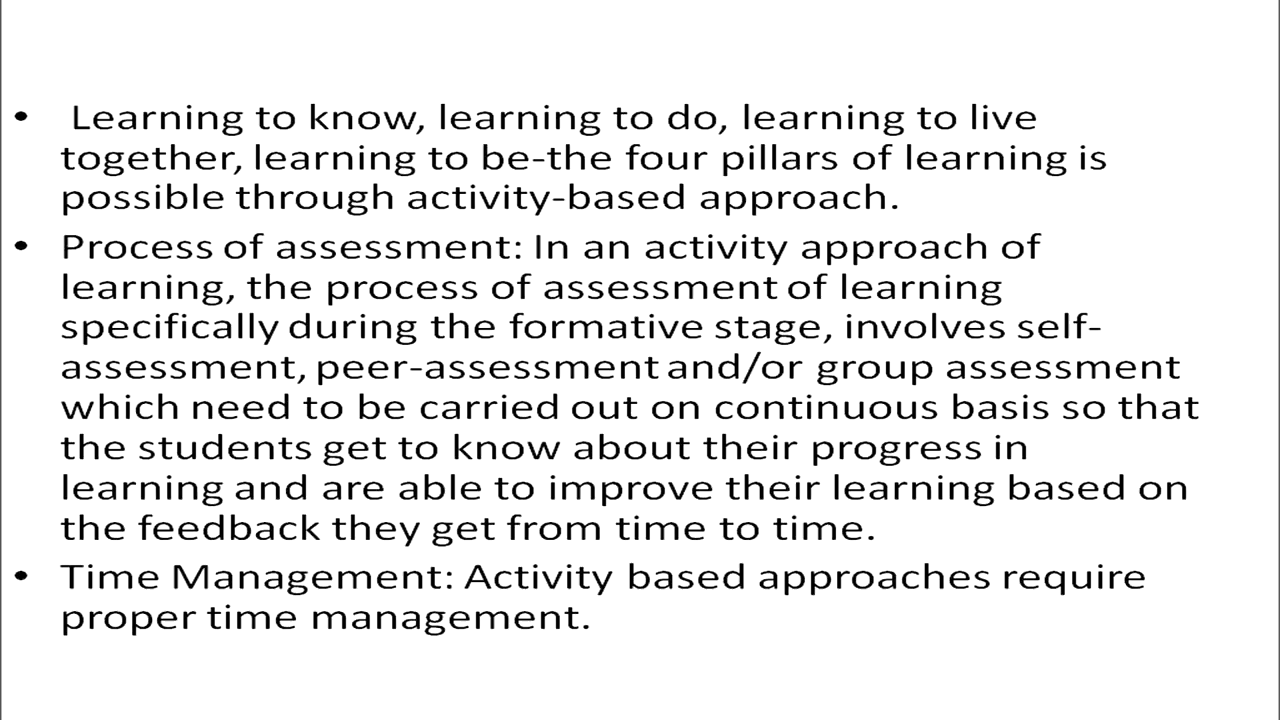 • Learning to know, learning to do, learning to live
together, learning to be-the four pillars of learning is
possible through activity-based approach.
• Process of assessment: In an activity approach of
learning, the process of assessment of learning
specifically during the formative stage, involves self-
assessment, peer-assessment and/or group assessment
which need to be carried out on continuous basis so that
the students get to know about their progress in
learning and are able to improve their learning based on
the feedback they get from time to time.
• Time Management: Activity based approaches require
proper time management.